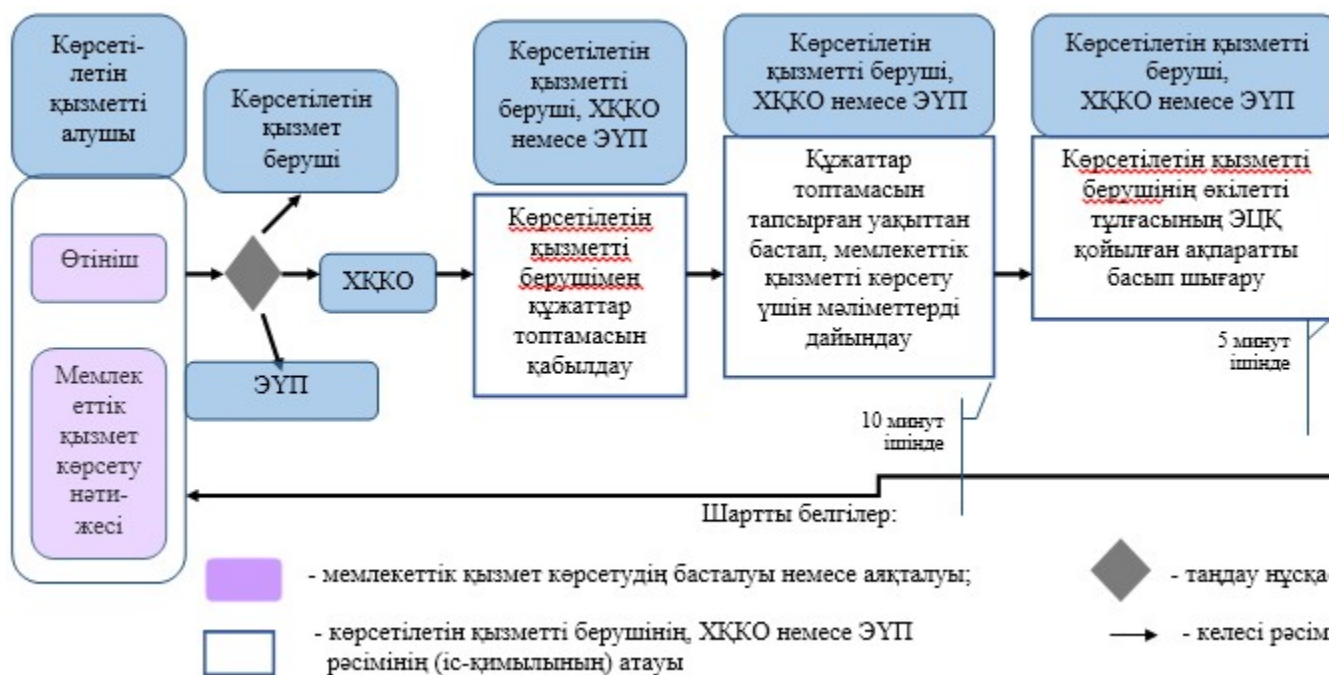 Көрсеті-
летін
қызметті
алушы
Өтініш
Мемлек
еттік
қызмет
көрсету
нәти-
жесі
Көрсетілетін
қызмет
беруші
ХҚКО
ЭҮП
Көрсетілетін
қызметті
беруші, ХҚКО
немесе ЭҮП
Көрсетілетін
қызметті
берушімен
құжаттар
топтамасын
қабылдау
Көрсетілетін
қызметті беруші,
ХҚКО немесе ЭҮП
Құжаттар
топтамасын
тапсырған уақыттан
бастап, мемлекеттік
қызметті көрсету
үшін мәліметтерді
дайындау
10 минут
ішінде
Көрсетілетін қызметті
беруші,
ХҚКО немесе ЭҮП
Көрсетілетін қызметті
берушінің өкілетті
тұлғасының ЭЦҚ
қойылған ақпаратты
басып шығару
5 минут
ішінде
Шартты белгілер:
- мемлекеттік қызмет көрсетудің басталуы немесе аяқталуы;
- таңдау нұсқа
- көрсетілетін қызметті берушінің, ХҚКО немесе ЭҮП
рәсімінің (іс-қимылының) атауы
- келесі рәсім